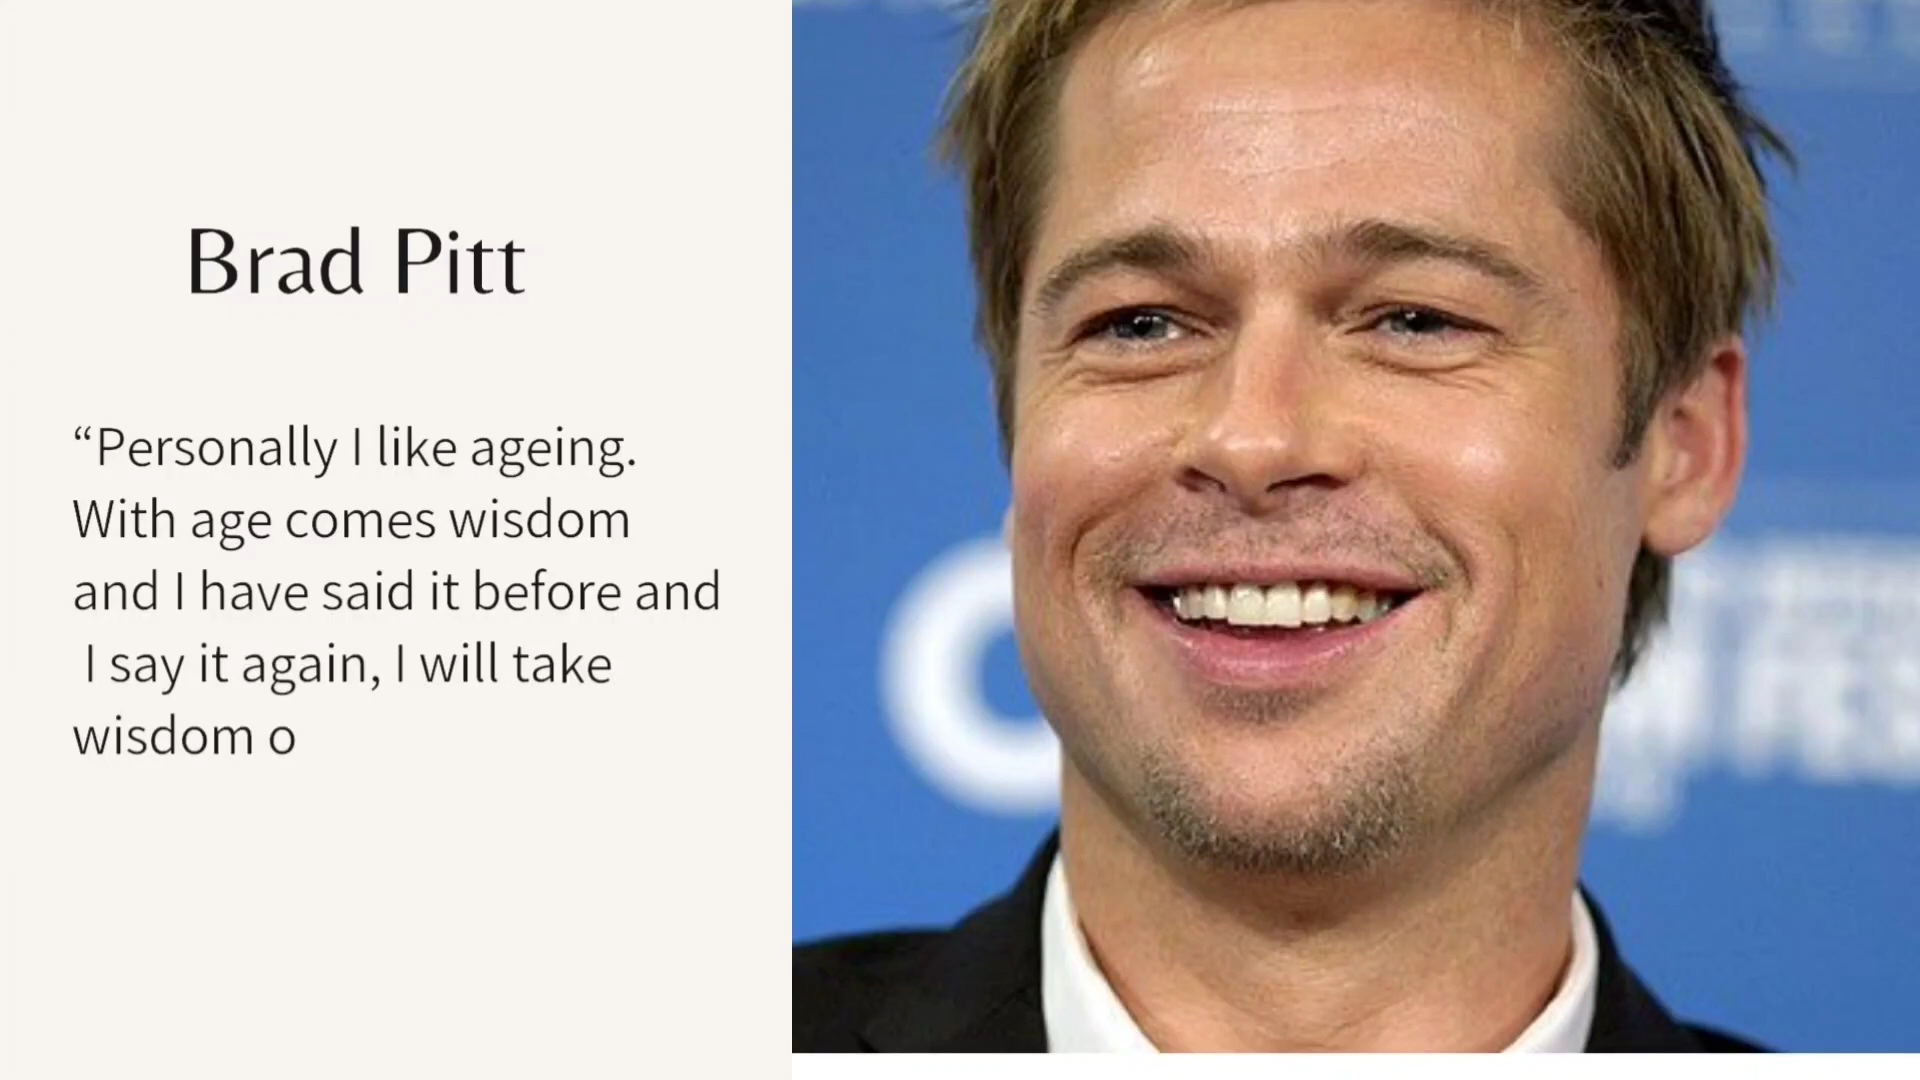 Brad Pitt
“Personally I like ageing.
With age comes wisdom
and I have said it before and
I say it again, I will take
wisdom o